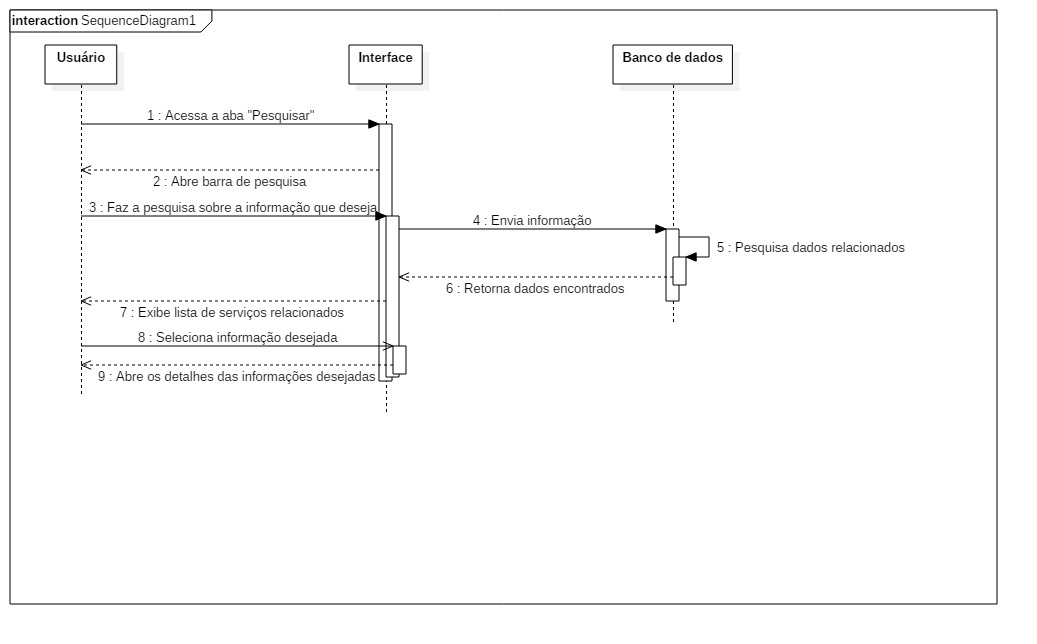 interaction SequenceDiagram1
Usuário
Interface
Banco de dados
1 : Acessa a aba "Pesquisar"
2 : Abre barra de pesquisa
3 : Faz a pesquisa sobre a informação que deseja
4 : Envia informação
5 : Pesquisa dados relacionados
6 : Retorna dados encontrados
7 : Exibe lista de serviços relacionados
8 : Seleciona informação desejada
9 : Abre os detalhes das informações desejadas